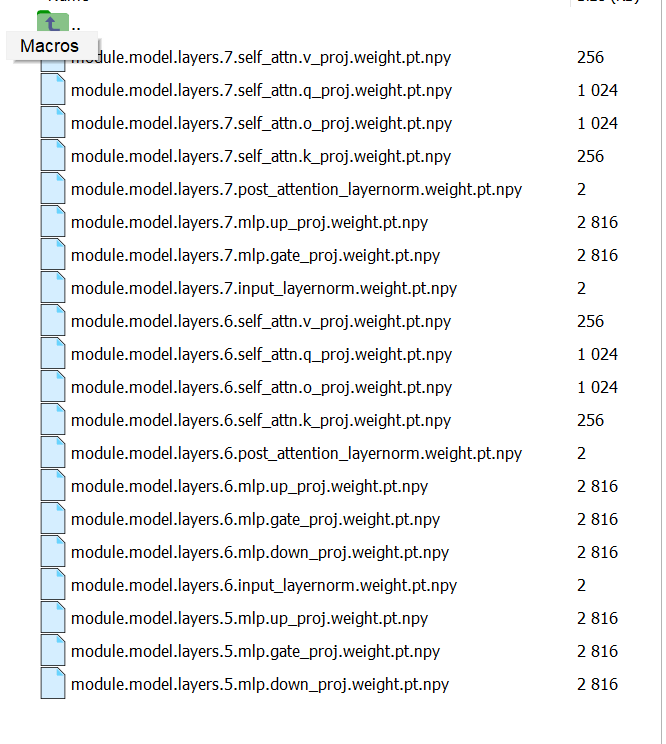 ..
Macros
module.model.layers.7.self_attn.v_proj.weight.pt.npy 256
module.model.layers.7.self_attn.q_proj.weight.pt.npy 1 024
module.model.layers.7.self_attn.o_proj.weight.pt.npy 1 024
module.model.layers.7.self_attn.k_proj.weight.pt.npy 256
module.model.layers.7.post_attention_layernorm.weight.pt.npy 2
module.model.layers.7.mlp.up_proj.weight.pt.npy 2 816
module.model.layers.7.mlp.gate_proj.weight.pt.npy 2 816
module.model.layers.7.input_layernorm.weight.pt.npy 2
module.model.layers.6.self_attn.v_proj.weight.pt.npy 256
module.model.layers.6.self_attn.q_proj.weight.pt.npy 1 024
module.model.layers.6.self_attn.o_proj.weight.pt.npy 1 024
module.model.layers.6.self_attn.k_proj.weight.pt.npy 256
module.model.layers.6.post_attention_layernorm.weight.pt.npy 2
module.model.layers.6.mlp.up_proj.weight.pt.npy 2 816
module.model.layers.6.mlp.gate_proj.weight.pt.npy 2 816
module.model.layers.6.mlp.down_proj.weight.pt.npy 2 816
module.model.layers.6.input_layernorm.weight.pt.npy 2
module.model.layers.5.mlp.up_proj.weight.pt.npy 2 816
module.model.layers.5.mlp.gate_proj.weight.pt.npy 2 816
module.model.layers.5.mlp.down_proj.weight.pt.npy 2 816